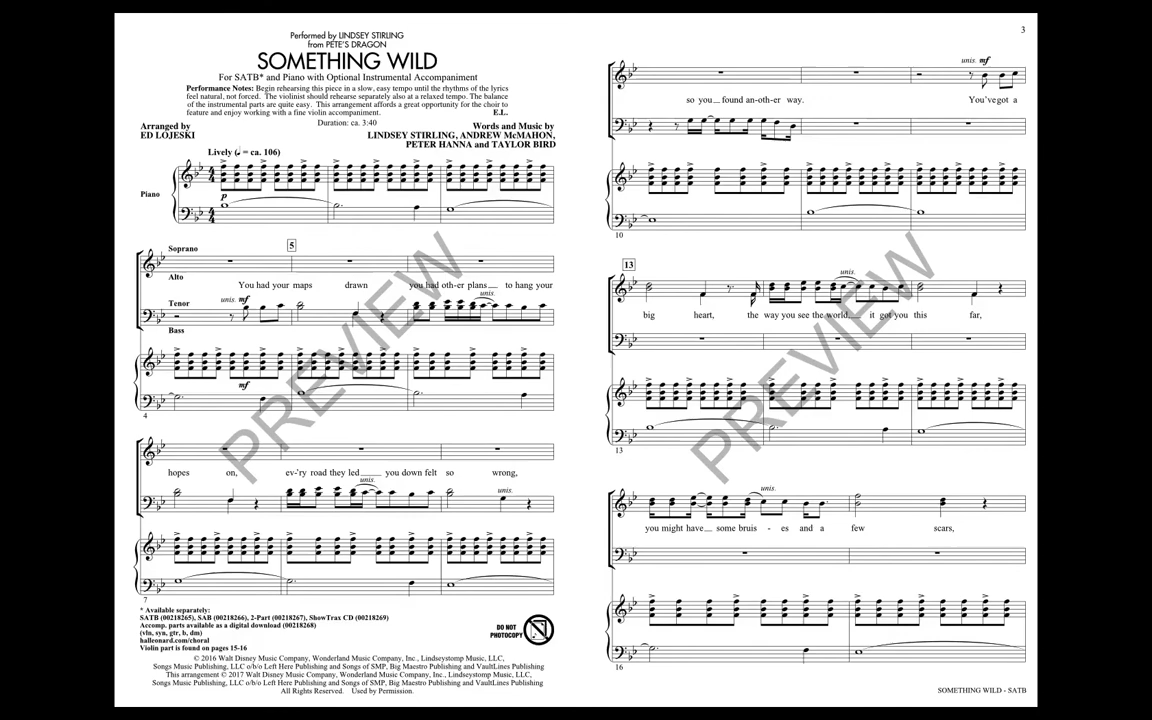 Performed by LINDSEY STIRLING
from PETE'S DRAGON
SOMETHING WILD
For SATB* and Piano with Optional Instrumental Accompaniment
Performance Notes: Begin rehearsing this piece in a slow, easy tempo until the rhythms of the lyrics
feel natural, not forced. The violinist should rehearse separately also at a relaxed tempo. The balance
of the instrumental parts are quite easy. This arrangement affords a great opportunity for the choir to
feature and enjoy working with a fine violin accompaniment. E.L.
Duration: ca. 3:40
Arranged by
ED LOJESKI
Words and Music by
LINDSEY STIRLING, ANDREW McMAHON,
PETER HANNA and TAYLOR BIRD
Lively (♩ = ca. 106)
Piano
p
Soprano
5
Alto
You had your maps drawn you had oth-er plans__ to hang your
Tenor
unis. mf
unis.
Bass
mf
4
hopes on, ev-'ry road they led____ you down felt so wrong,
unis.
unis.
7
* Available separately:
SATB (00218265), SAB (00218266), 2-Part (00218267), ShowTrax CD (00218269)
Accomp. parts available as a digital download (00218268)
(vln, syn, gtr, b, dm)
halleonard.com/choral
Violin part is found on pages 15-16
DO NOT
PHOTOCOPY
© 2016 Walt Disney Music Company, Wonderland Music Company, Inc., Lindseystomp Music, LLC,
Songs Music Publishing, LLC o/b/o Left Here Publishing and Songs of SMP, Big Maestro Publishing and VaultLines Publishing
This arrangement © 2017 Walt Disney Music Company, Wonderland Music Company, Inc., Lindseystomp Music, LLC,
Songs Music Publishing, LLC o/b/o Left Here Publishing and Songs of SMP, Big Maestro Publishing and VaultLines Publishing
All Rights Reserved. Used by Permission.
PREVIEW
3
unis. mf
so you__ found an-oth-er way. You'vegot a
10
13
unis.
big heart, the way you see the world,___ it got you this far,
13
unis.
you might have__ some bruis - es and a few scars,
16
SOMETHING WILD - SATB
PREVIEW